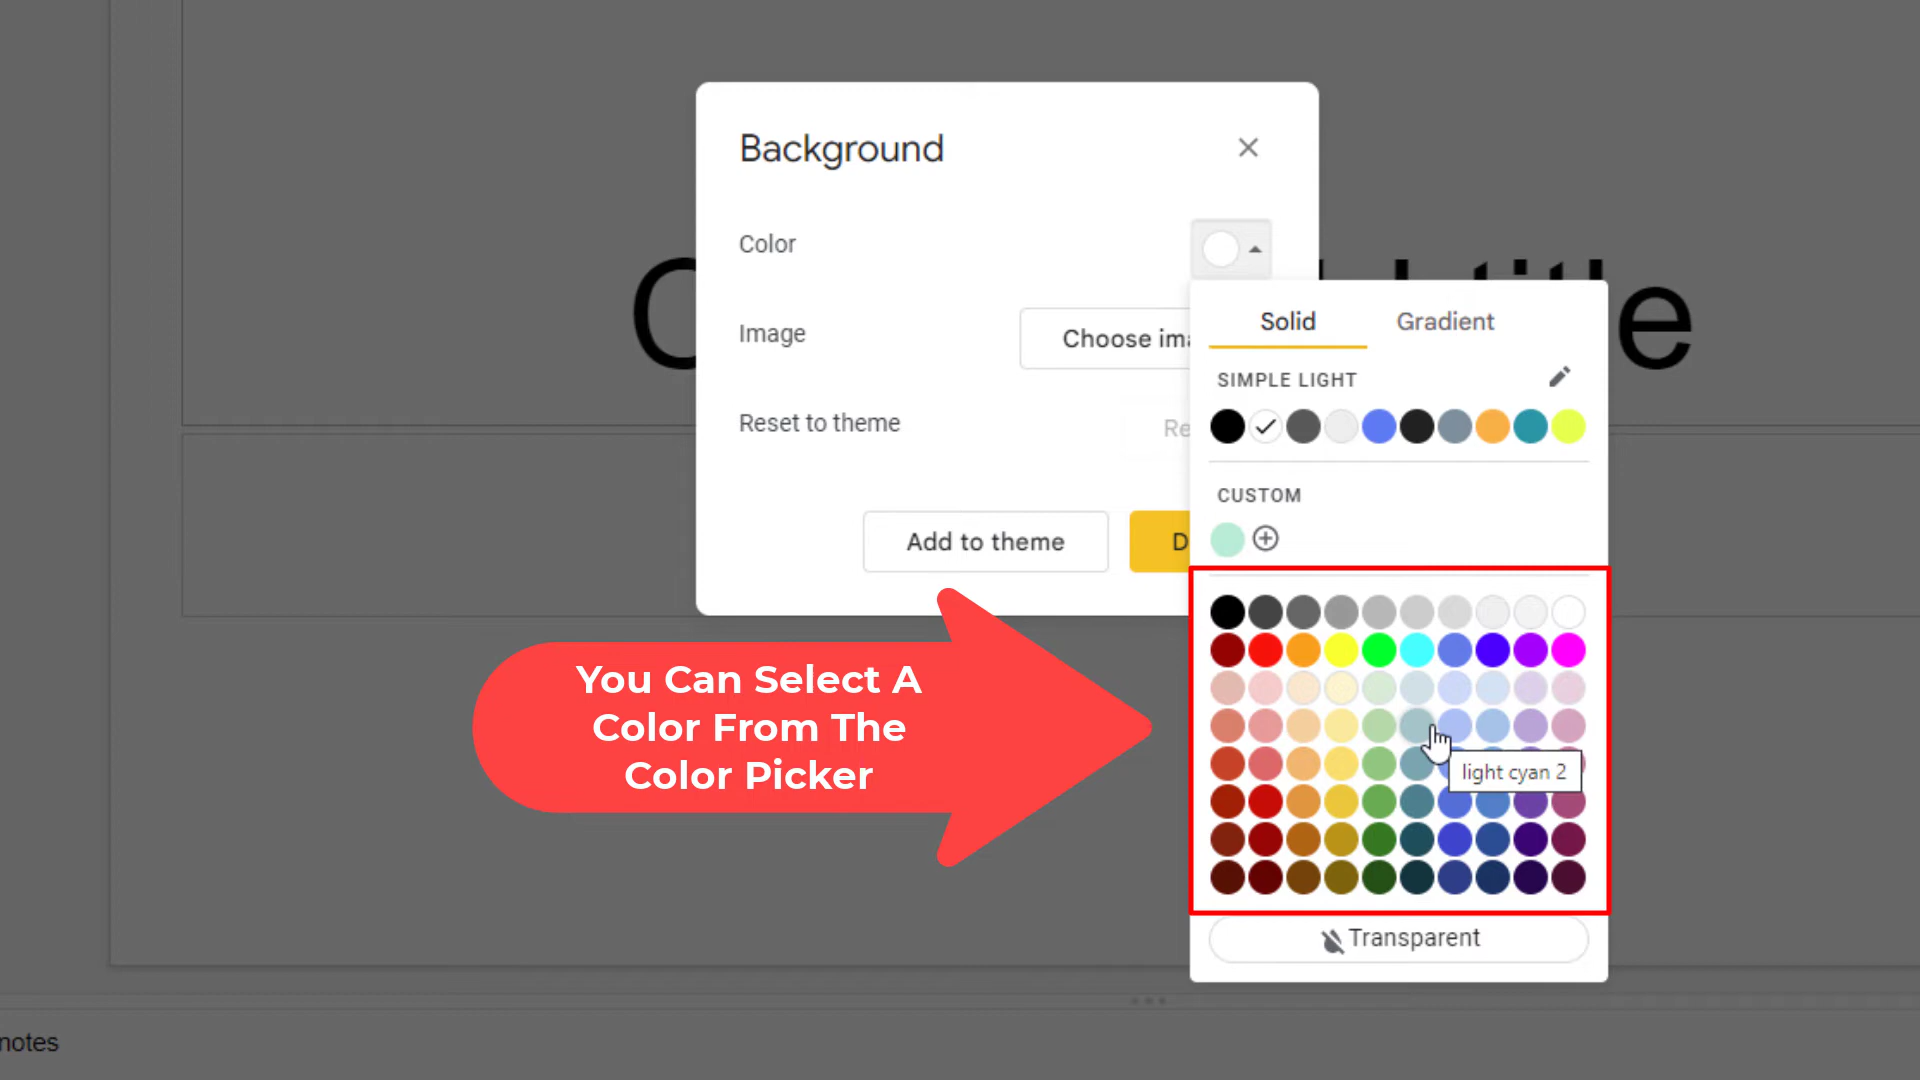 Background
Color
Solid
Gradient
Image
Choose ima
SIMPLE LIGHT
Reset to theme
Re
CUSTOM
Add to theme
D
You Can Select A
Color From The
Color Picker
light cyan 2
Transparent
notes